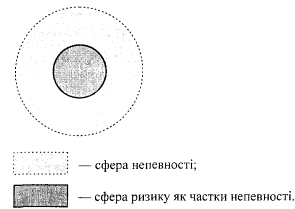 — сфера непевності;
— сфера ризику як частки непевності.